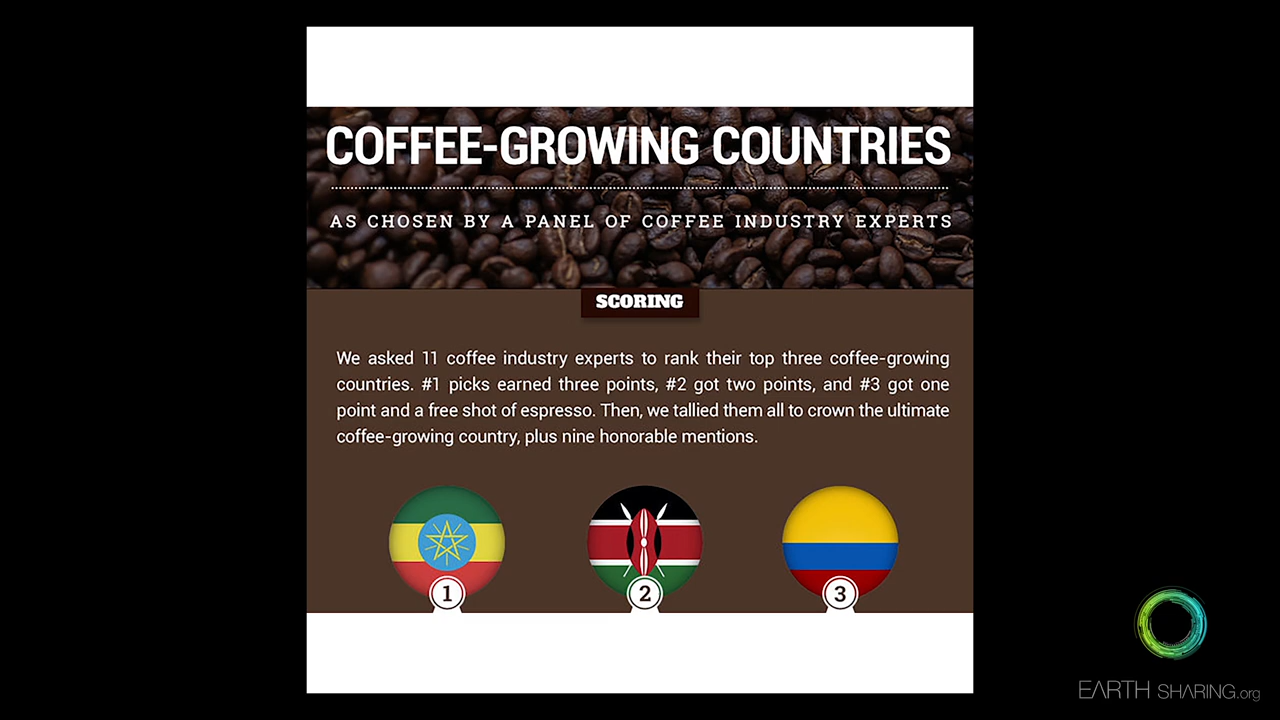 COFFEE-GROWING COUNTRIES
AS CHOSEN BY A PANEL OF COFFEE INDUSTRY EXPERTS
SCORING
We asked 11 coffee industry experts to rank their top three coffee-growing
countries. #1 picks earned three points, #2 got two points, and #3 got one
point and a free shot of espresso. Then, we tallied them all to crown the ultimate
coffee-growing country, plus nine honorable mentions.
1 2 3
EARTH SHARING.org